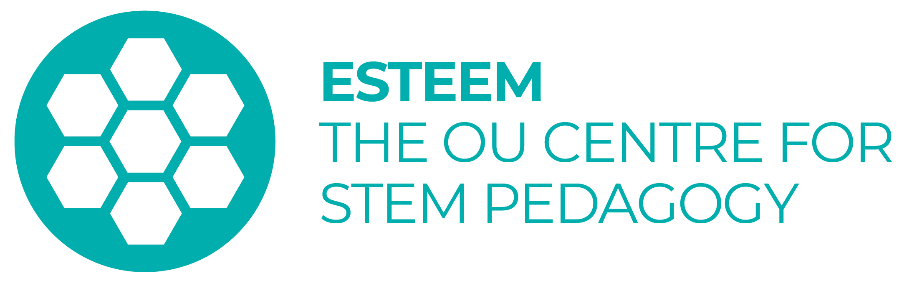 ESTEEM
THE OU CENTRE FOR
STEM PEDAGOGY